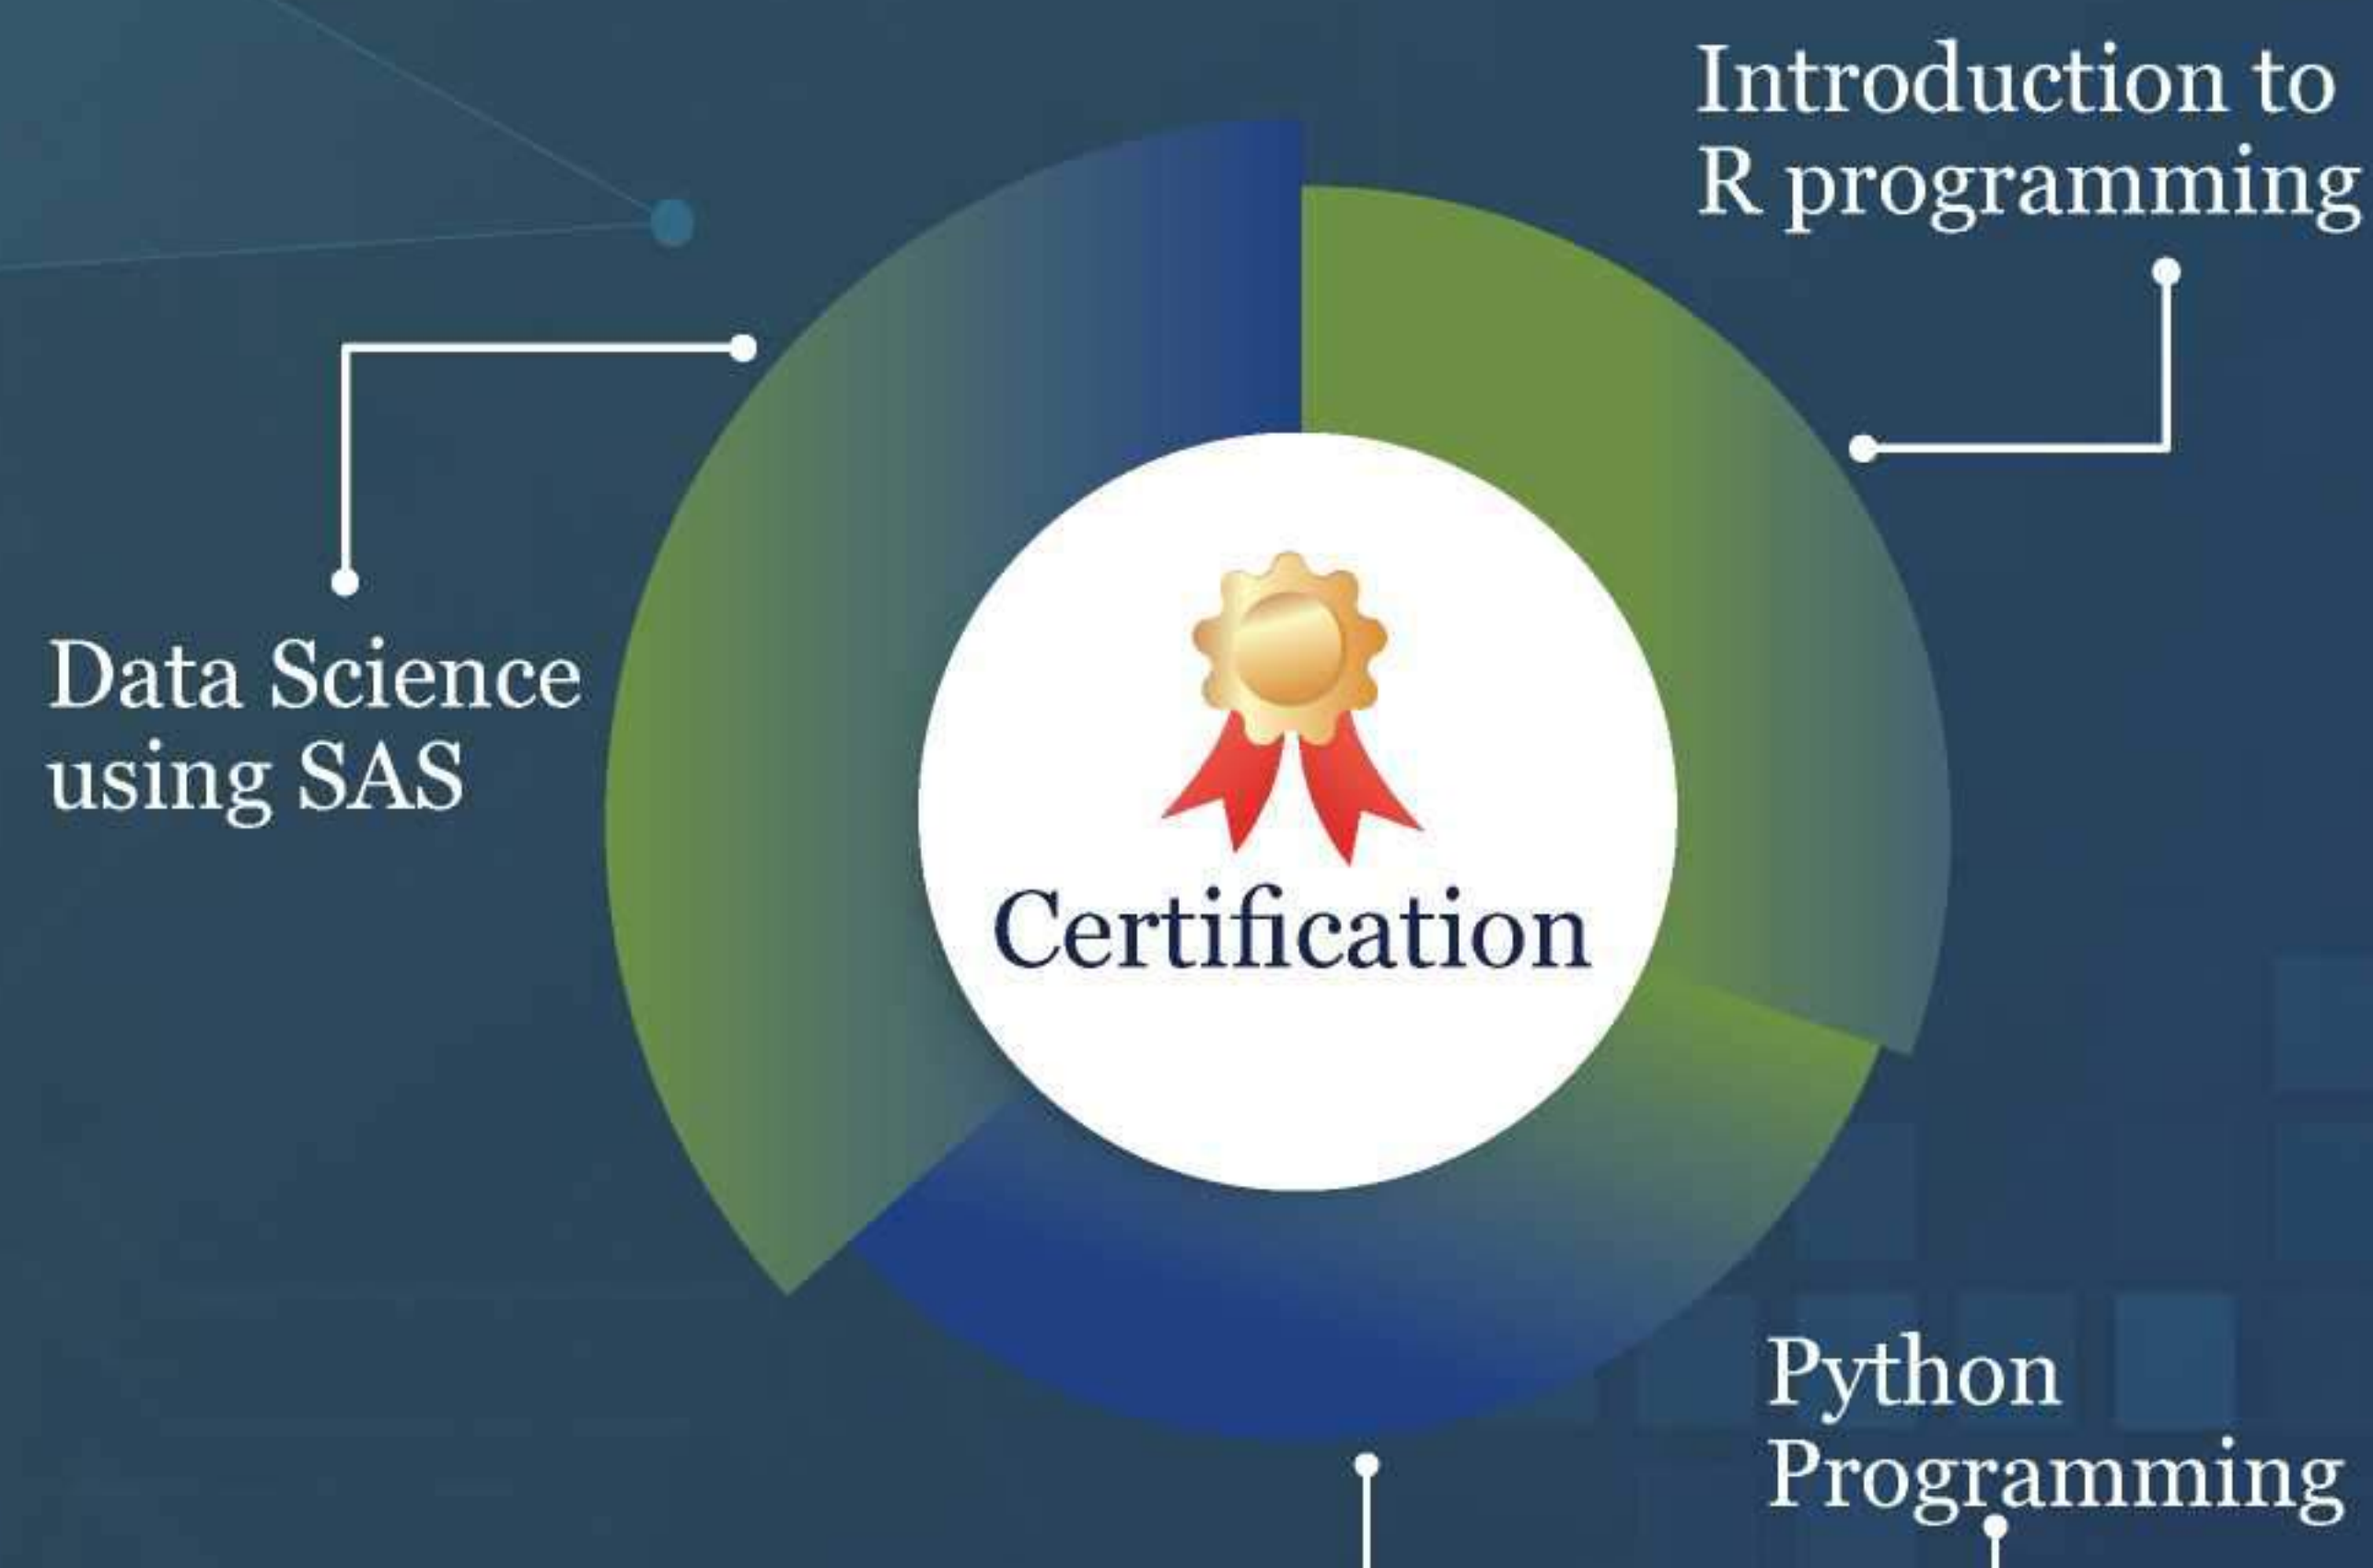 Introduction to
R programming
Data Science
using SAS
Certification
Python
Programming